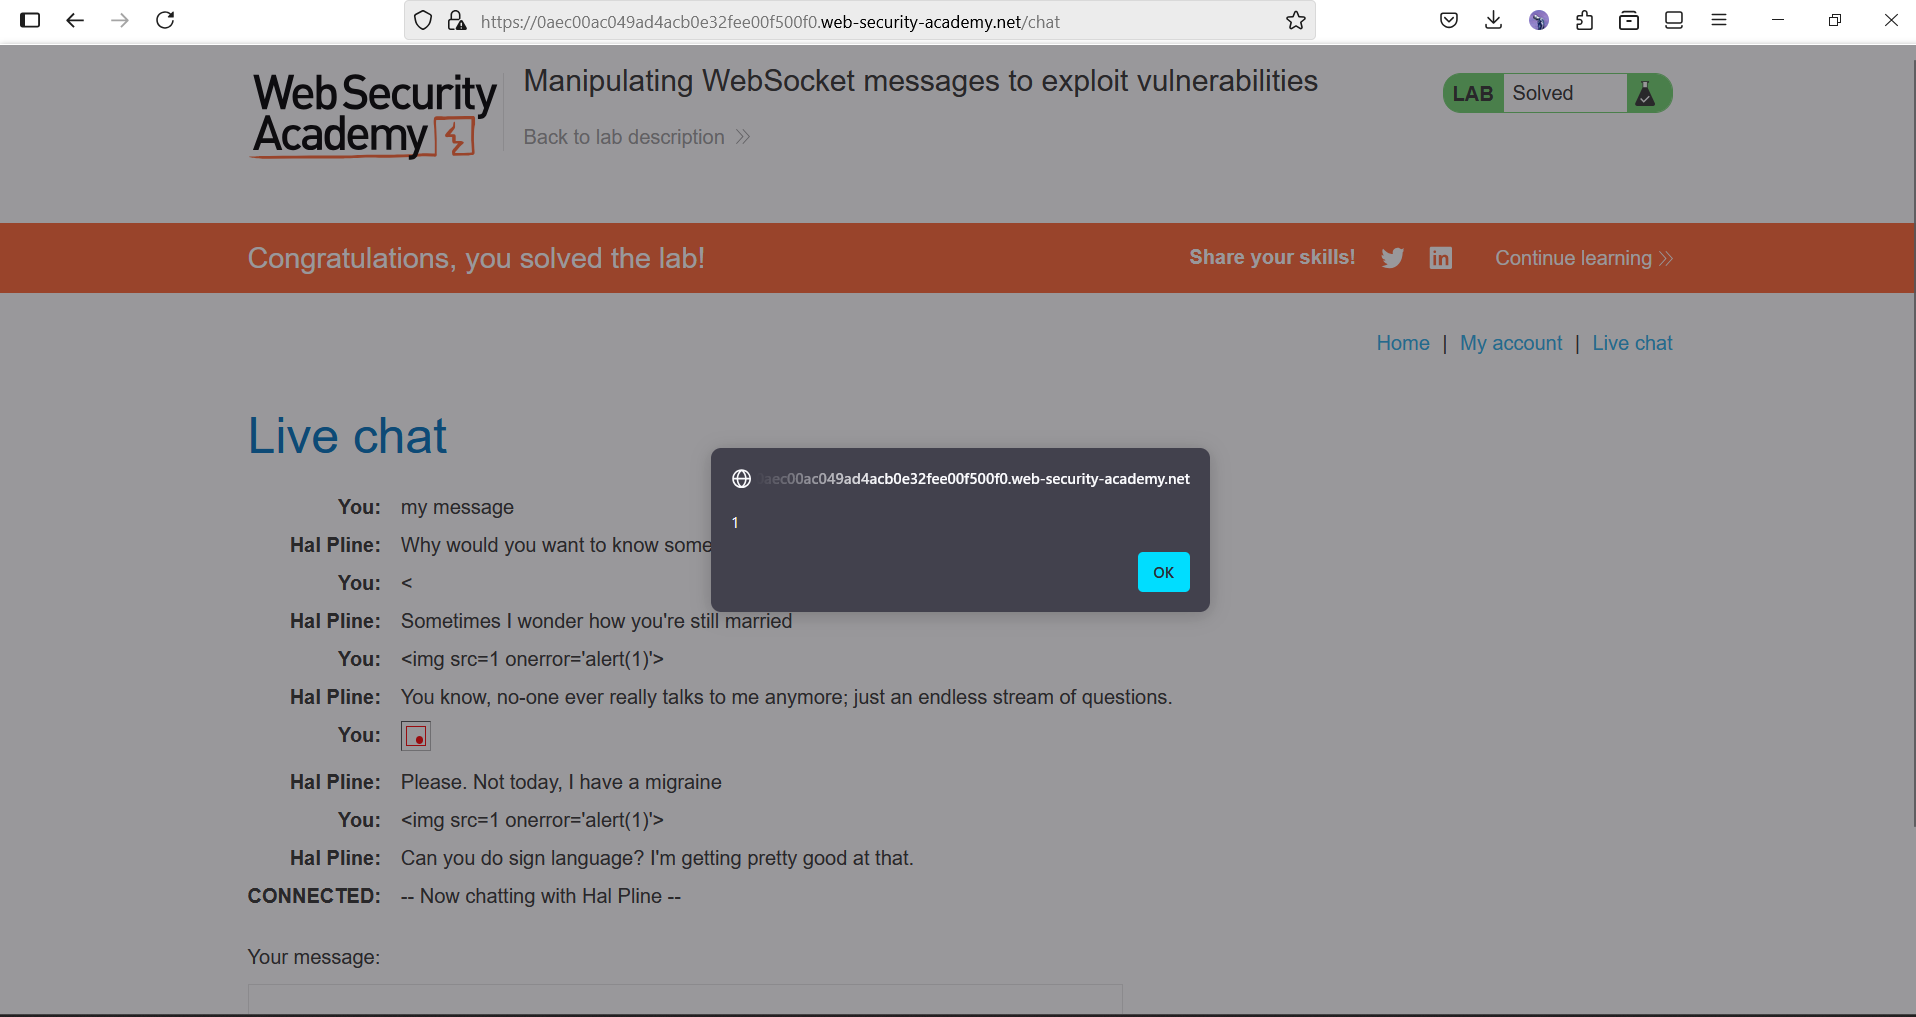 https://0aec00ac049ad4acb0e32fee00f500f0.web-security-academy.net/chat
Web Security
Academy
Manipulating WebSocket messages to exploit vulnerabilities
Back to lab description
LAB Solved
Congratulations, you solved the lab!
Share your skills!
Continue learning
Home | My account | Live chat
Live chat
You: my message
Hal Pline: Why would you want to know some
You: <
Hal Pline: Sometimes I wonder how you're still married
You: <img src=1 onerror='alert(1)'>
Hal Pline: You know, no-one ever really talks to me anymore; just an endless stream of questions.
You:
Hal Pline: Please. Not today, I have a migraine
You: <img src=1 onerror='alert(1)'>
Hal Pline: Can you do sign language? I'm getting pretty good at that.
CONNECTED: -- Now chatting with Hal Pline --
Your message:
0aec00ac049ad4acb0e32fee00f500f0.web-security-academy.net
1
OK